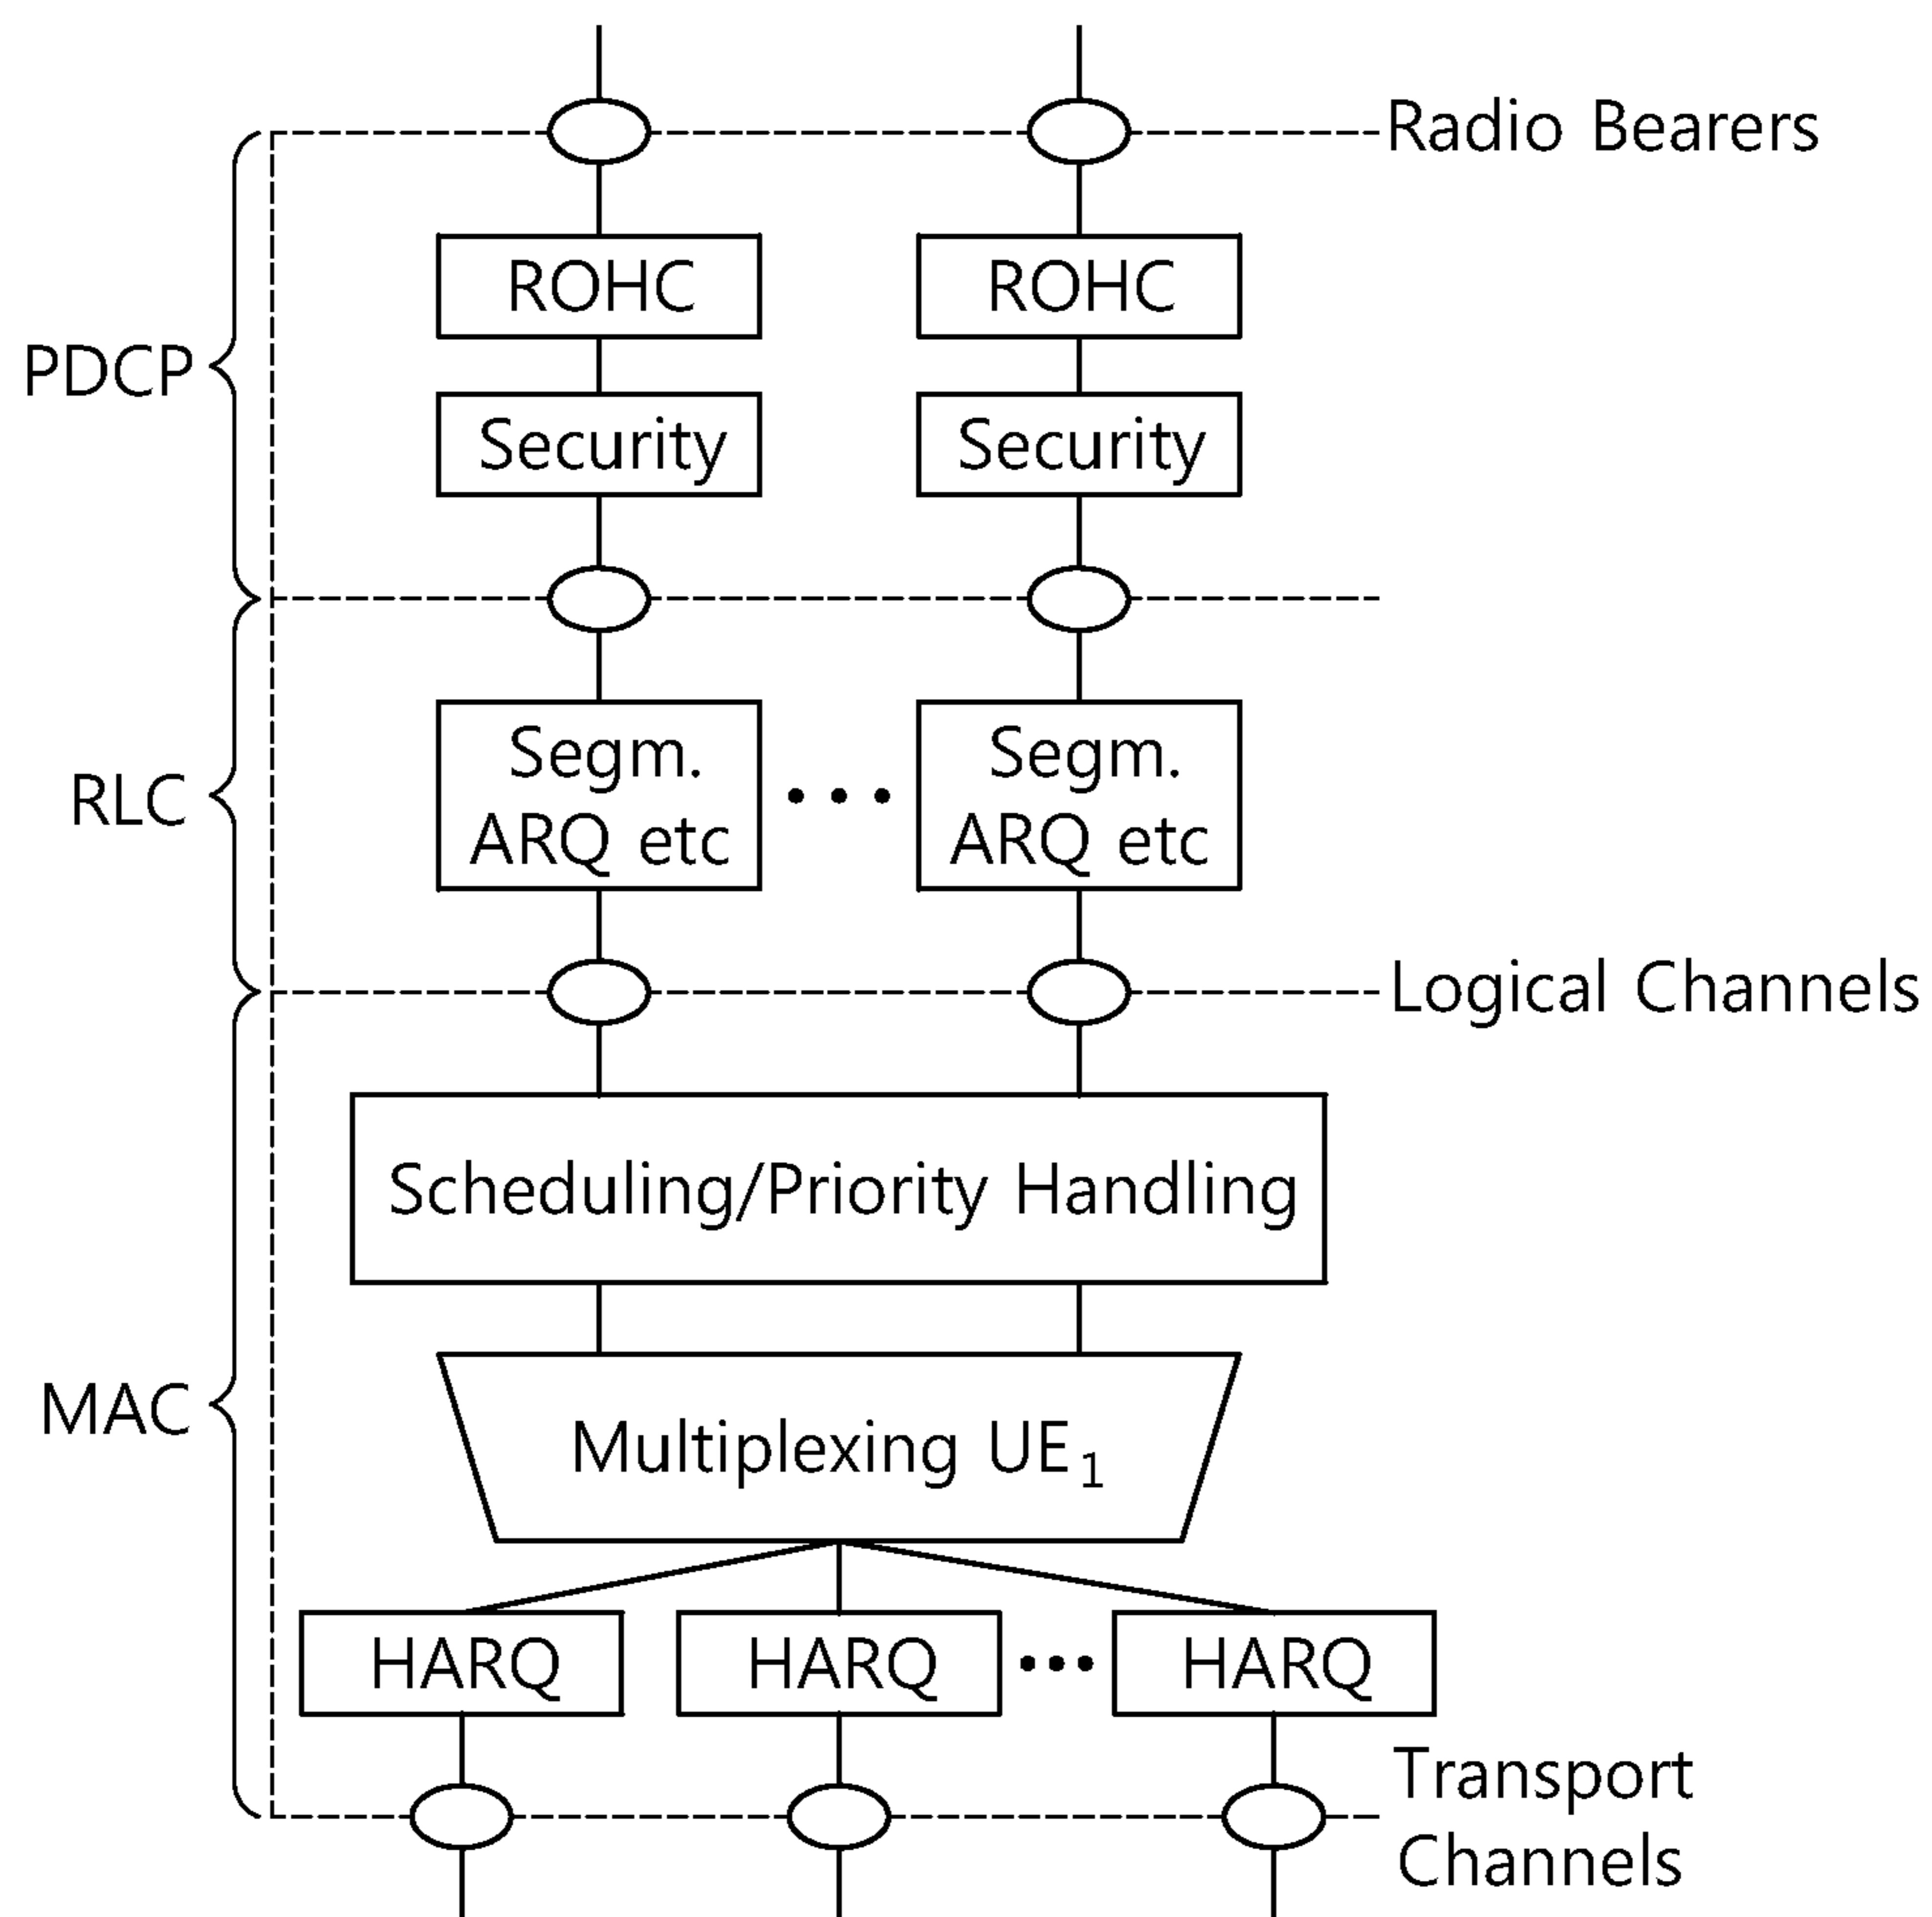 Radio Bearers
ROHC
ROHC
PDCP
Security
Security
Segm.
ARQ etc
Segm.
ARQ etc
RLC
Logical Channels
Scheduling/Priority Handling
MAC
Multiplexing UE1
HARQ
HARQ
HARQ
Transport
Channels